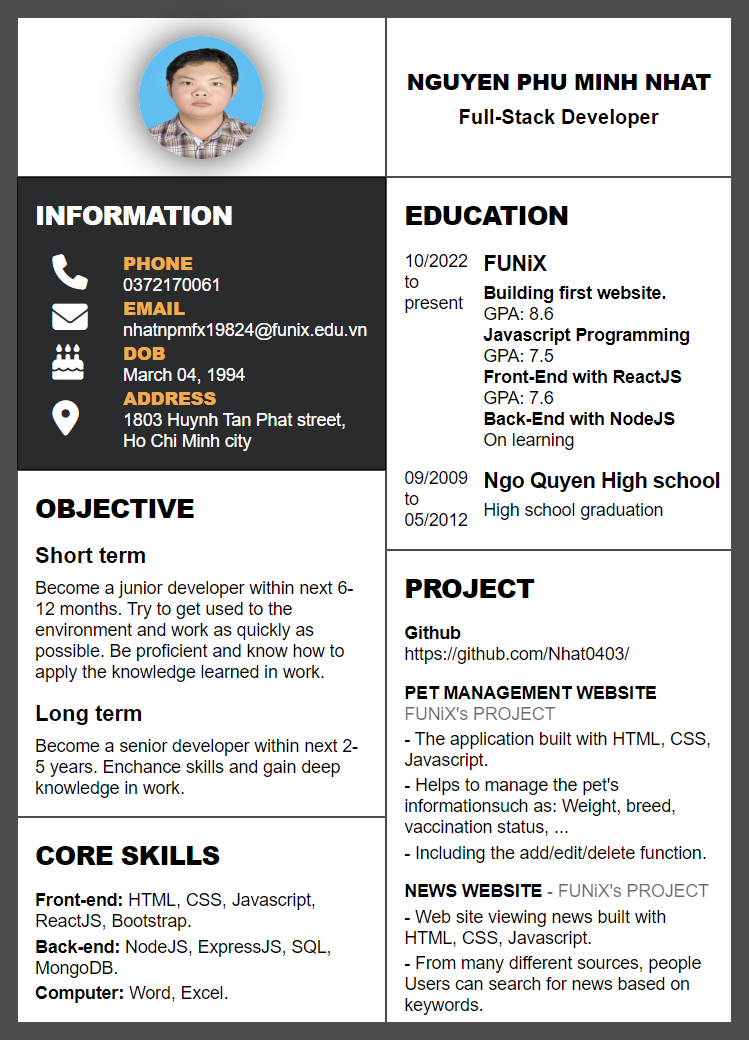 NGUYEN PHU MINH NHAT
Full-Stack Developer
INFORMATION
PHONE
0372170061
EMAIL
nhatnpmfx19824@funix.edu.vn
DOB
March 04, 1994
ADDRESS
1803 Huynh Tan Phat street,
Ho Chi Minh city
OBJECTIVE
Short term
Become a junior developer within next 6-
12 months. Try to get used to the
environment and work as quickly as
possible. Be proficient and know how to
apply the knowledge learned in work.
Long term
Become a senior developer within next 2-
5 years. Enchance skills and gain deep
knowledge in work.
CORE SKILLS
Front-end: HTML, CSS, Javascript,
ReactJS, Bootstrap.
Back-end: NodeJS, ExpressJS, SQL,
MongoDB.
Computer: Word, Excel.
EDUCATION
10/2022
to
present
FUNiX
Building first website.
GPA: 8.6
Javascript Programming
GPA: 7.5
Front-End with ReactJS
GPA: 7.6
Back-End with NodeJS
On learning
09/2009
to
05/2012
Ngo Quyen High school
High school graduation
PROJECT
Github
https://github.com/Nhat0403/
PET MANAGEMENT WEBSITE
FUNiX's PROJECT
- The application built with HTML, CSS,
Javascript.
- Helps to manage the pet's
informationsuch as: Weight, breed,
vaccination status, ...
- Including the add/edit/delete function.
NEWS WEBSITE - FUNiX's PROJECT
- Web site viewing news built with
HTML, CSS, Javascript.
- From many different sources, people
Users can search for news based on
keywords.